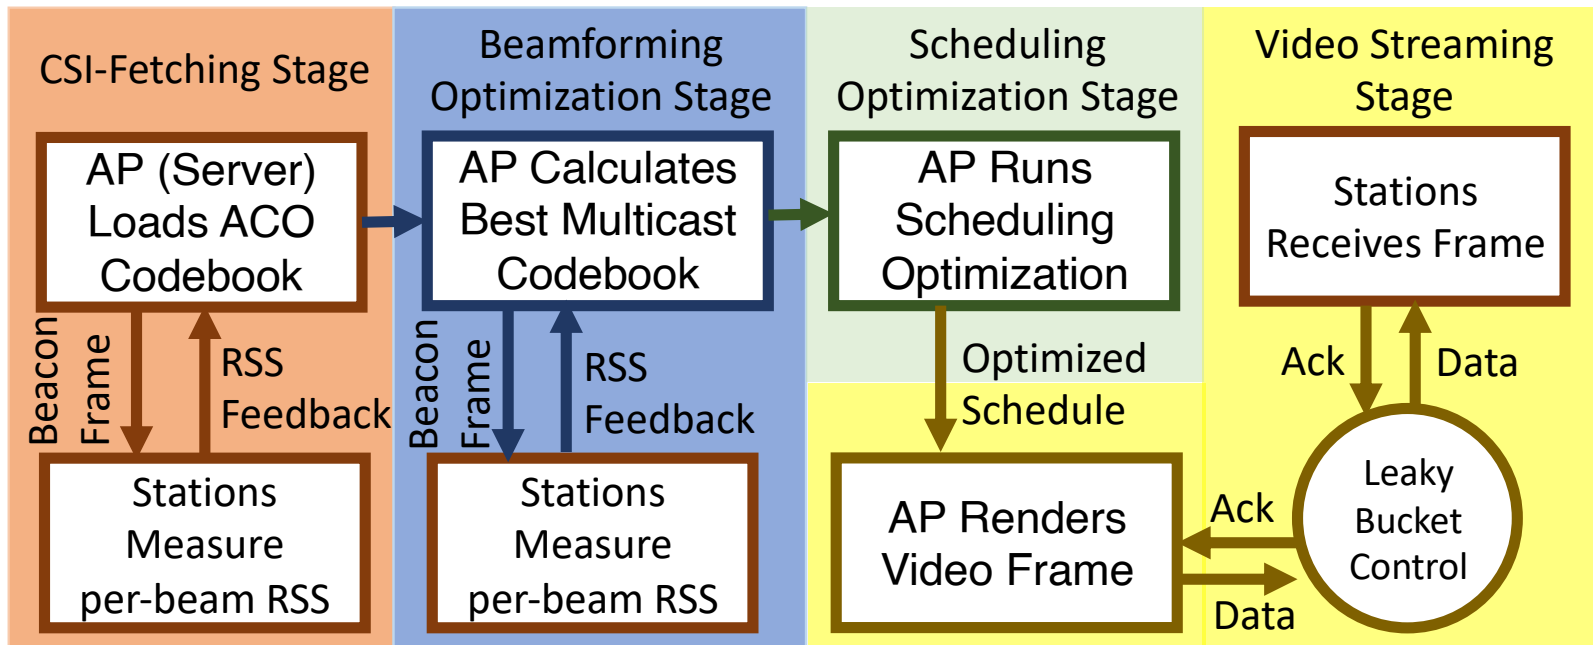 CSI-Fetching Stage
AP (Server)
Loads ACO
Codebook
Beacon
Frame
RSS
Feedback
Stations
Measure
per-beam RSS
Beamforming
Optimization Stage
AP Calculates
Best Multicast
Codebook
Beacon
Frame
RSS
Feedback
Stations
Measure
per-beam RSS
Scheduling
Optimization Stage
AP Runs
Scheduling
Optimization
Optimized
Schedule
AP Renders
Video Frame
Video Streaming
Stage
Stations
Receives Frame
Ack
Data
Leaky
Bucket
Control
Ack
Data